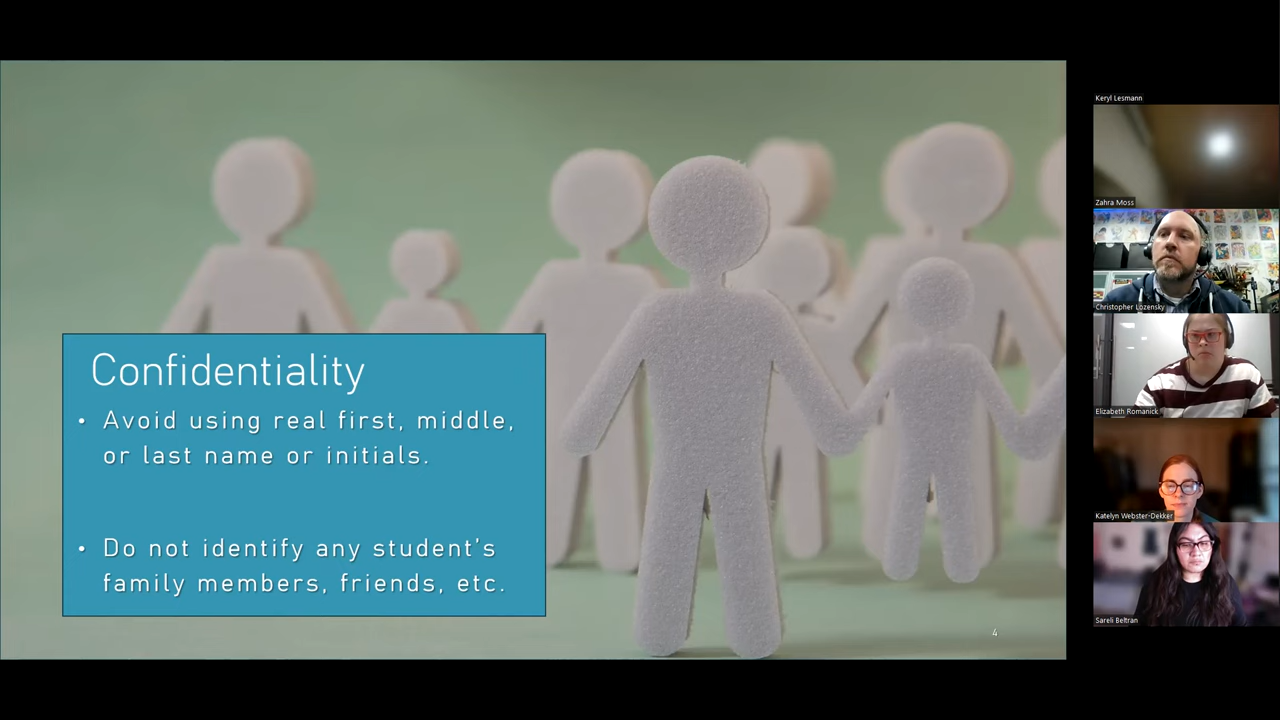 Confidentiality
• Avoid using real first, middle,
or last name or initials.
• Do not identify any student's
family members, friends, etc.
4
Keryl Lesmann
Zahra Moss
Christopher Lozensky
Elizabeth Romanick
Katelyn Webster-Dekker
Sareli Beltran